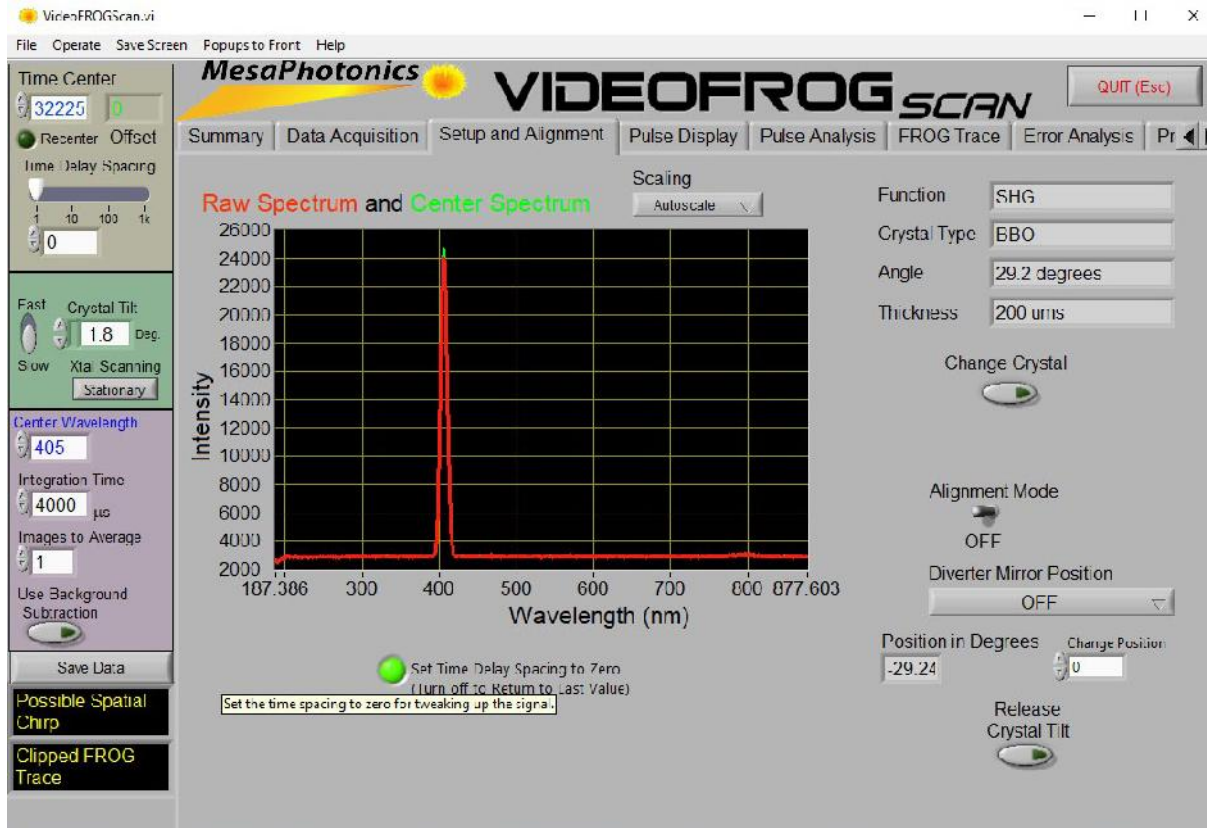 VideoFROGScan.vi
File Operate Save Screen Popups to Front Help
Time Center
32225 0
Recenter Offset
Time Delay Spacing
1 10 100 1k
0
Fast
Crystal Tilt
1.8 Deg.
Slow
Xtal Scanning
Stationary
Center Wavelength
405
Integration Time
4000 µs
Images to Average
1
Use Background
Subtraction
Save Data
Possible Spatial
Chirp
Clipped FROG
Trace
MesaPhotonics
VIDEOFROG SCAN
QUIT (Esc)
Summary Data Acquisition Setup and Alignment Pulse Display Pulse Analysis FROG Trace Error Analysis Pr
Scaling
Autoscale
Raw Spectrum and Center Spectrum
26000
24000
22000
20000
18000
16000
14000
12000
10000
8000
6000
4000
2000
Intensity
187.386 300 400 500 600 700 800 877.603
Wavelength (nm)
Set Time Delay Spacing to Zero
(Turn off to Return to Last Value)
Set the time spacing to zero for tweaking up the signal.
Function SHG
Crystal Type BBO
Angle 29.2 degrees
Thickness 200 ums
Change Crystal
Alignment Mode
OFF
Diverter Mirror Position
OFF
Position in Degrees Change Position
-29.24 0
Release
Crystal Tilt